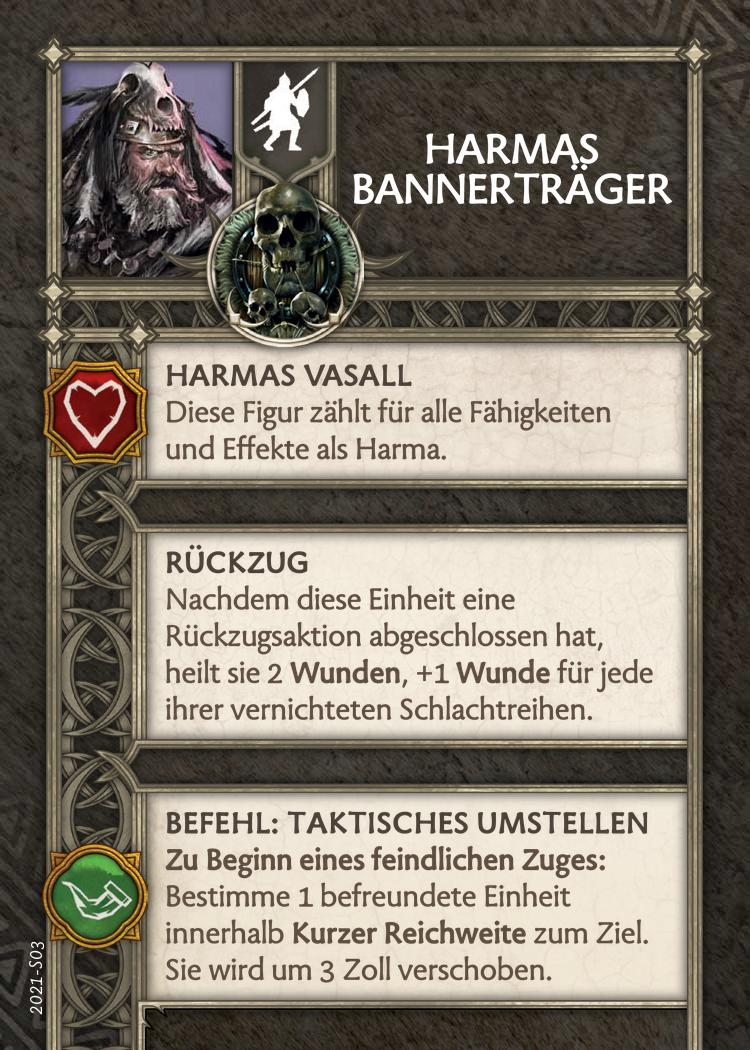 HARMAS
BANNERTRÄGER
HARMAS VASALL
Diese Figur zählt für alle Fähigkeiten
und Effekte als Harma.
RÜCKZUG
Nachdem diese Einheit eine
Rückzugsaktion abgeschlossen hat,
heilt sie 2 Wunden, +1 Wunde für jede
ihrer vernichteten Schlachtreihen.
BEFEHL: TAKTISCHES UMSTELLEN
Zu Beginn eines feindlichen Zuges:
Bestimme 1 befreundete Einheit
innerhalb Kurzer Reichweite zum Ziel.
Sie wird um 3 Zoll verschoben.
2021-S03